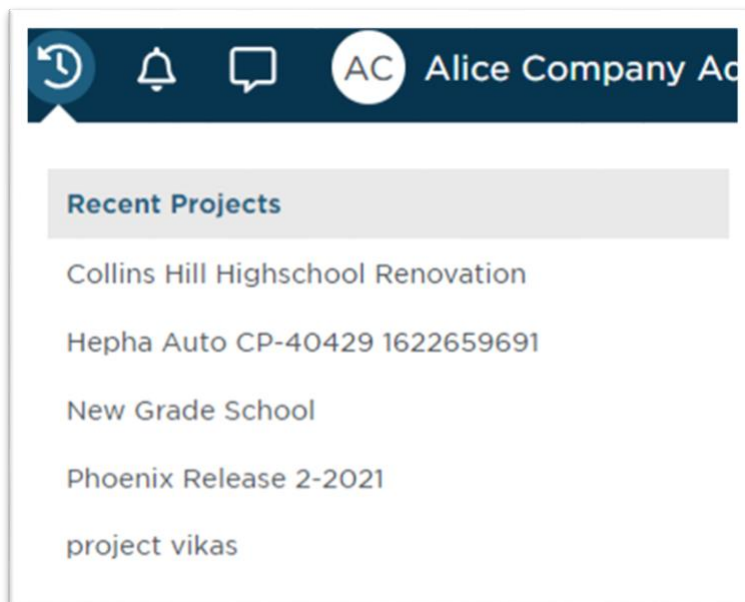 AC Alice Company Ad
Recent Projects
Collins Hill Highschool Renovation
Hepha Auto CP-40429 1622659691
New Grade School
Phoenix Release 2-2021
project vikas